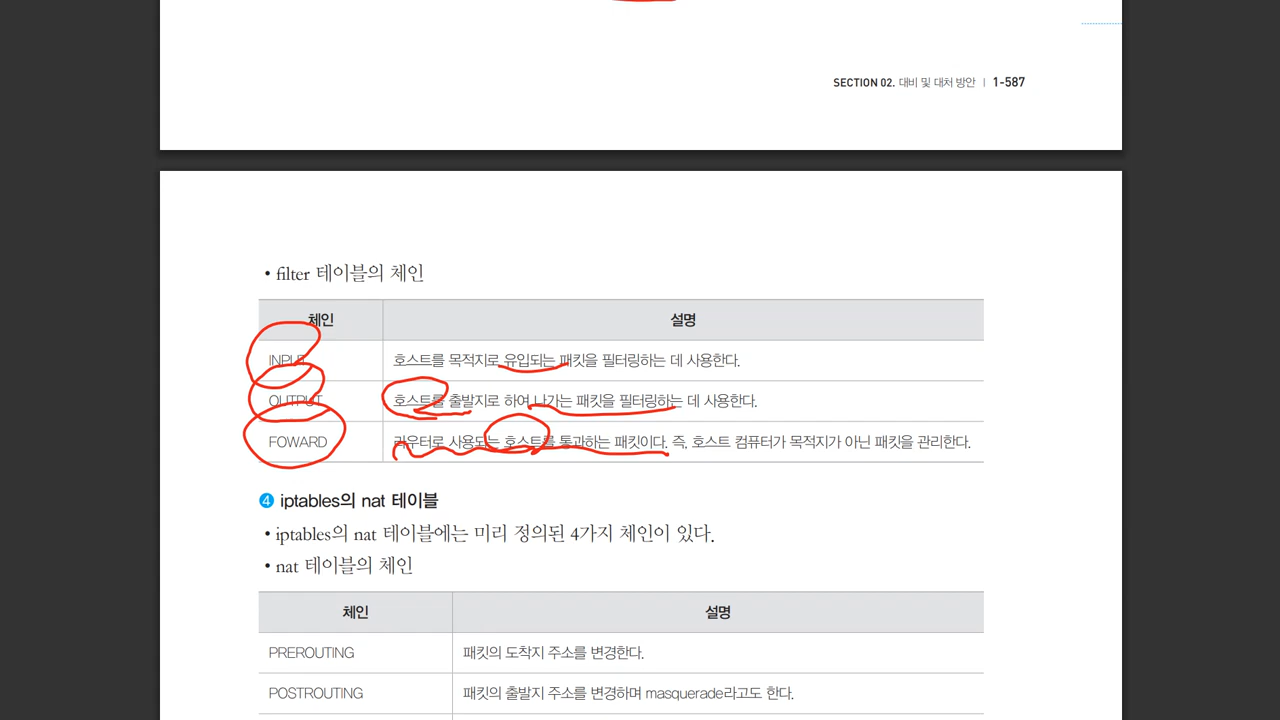 SECTION 02. 대비 및 대처 방안 | 1-587
• filter 테이블의 체인
체인 설명
INPUT 호스트를 목적지로 유입되는 패킷을 필터링하는 데 사용한다.
OUTPUT 호스트를 출발지로 하여 나가는 패킷을 필터링하는 데 사용한다.
FOWARD 라우터로 사용되는 호스트를 통과하는 패킷이다. 즉, 호스트 컴퓨터가 목적지가 아닌 패킷을 관리한다.
4 iptables의 nat 테이블
• iptables의 nat 테이블에는 미리 정의된 4가지 체인이 있다.
• nat 테이블의 체인
체인 설명
PREROUTING 패킷의 도착지 주소를 변경한다.
POSTROUTING 패킷의 출발지 주소를 변경하며 masquerade라고도 한다.